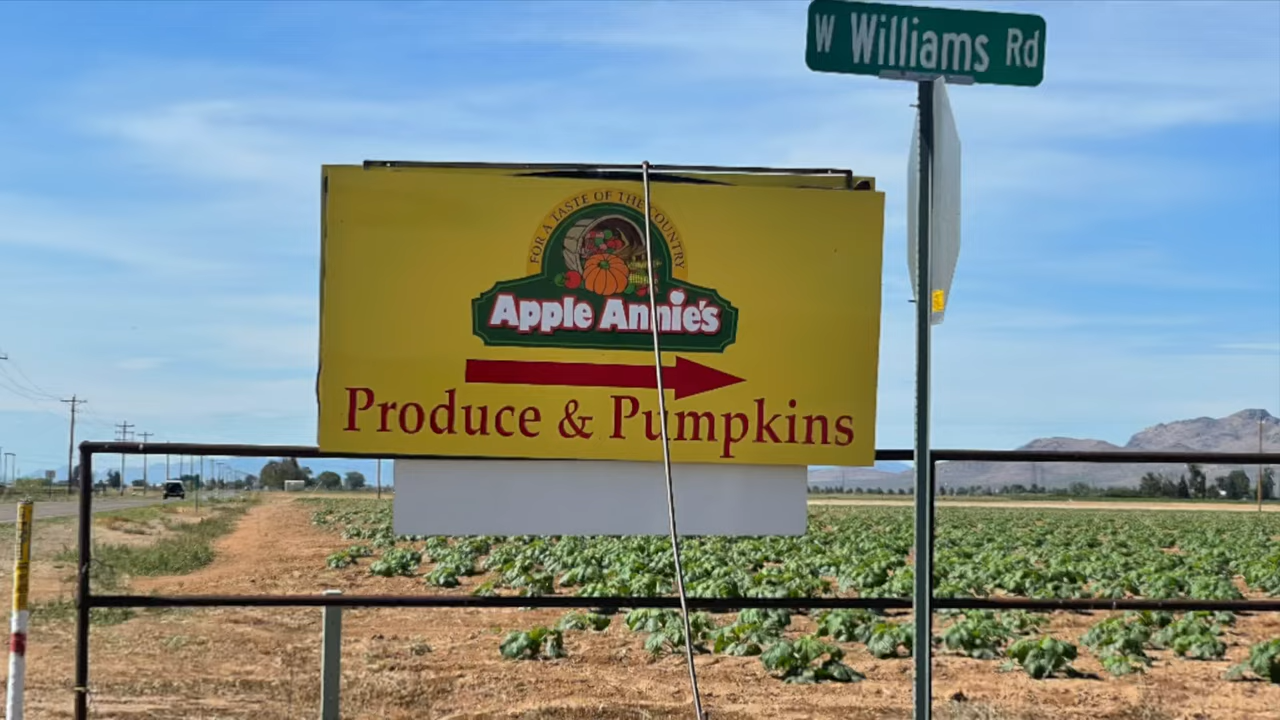 W Williams Rd
FOR A TASTE OF THE COUNTRY
Apple Annie's
Produce & Pumpkins